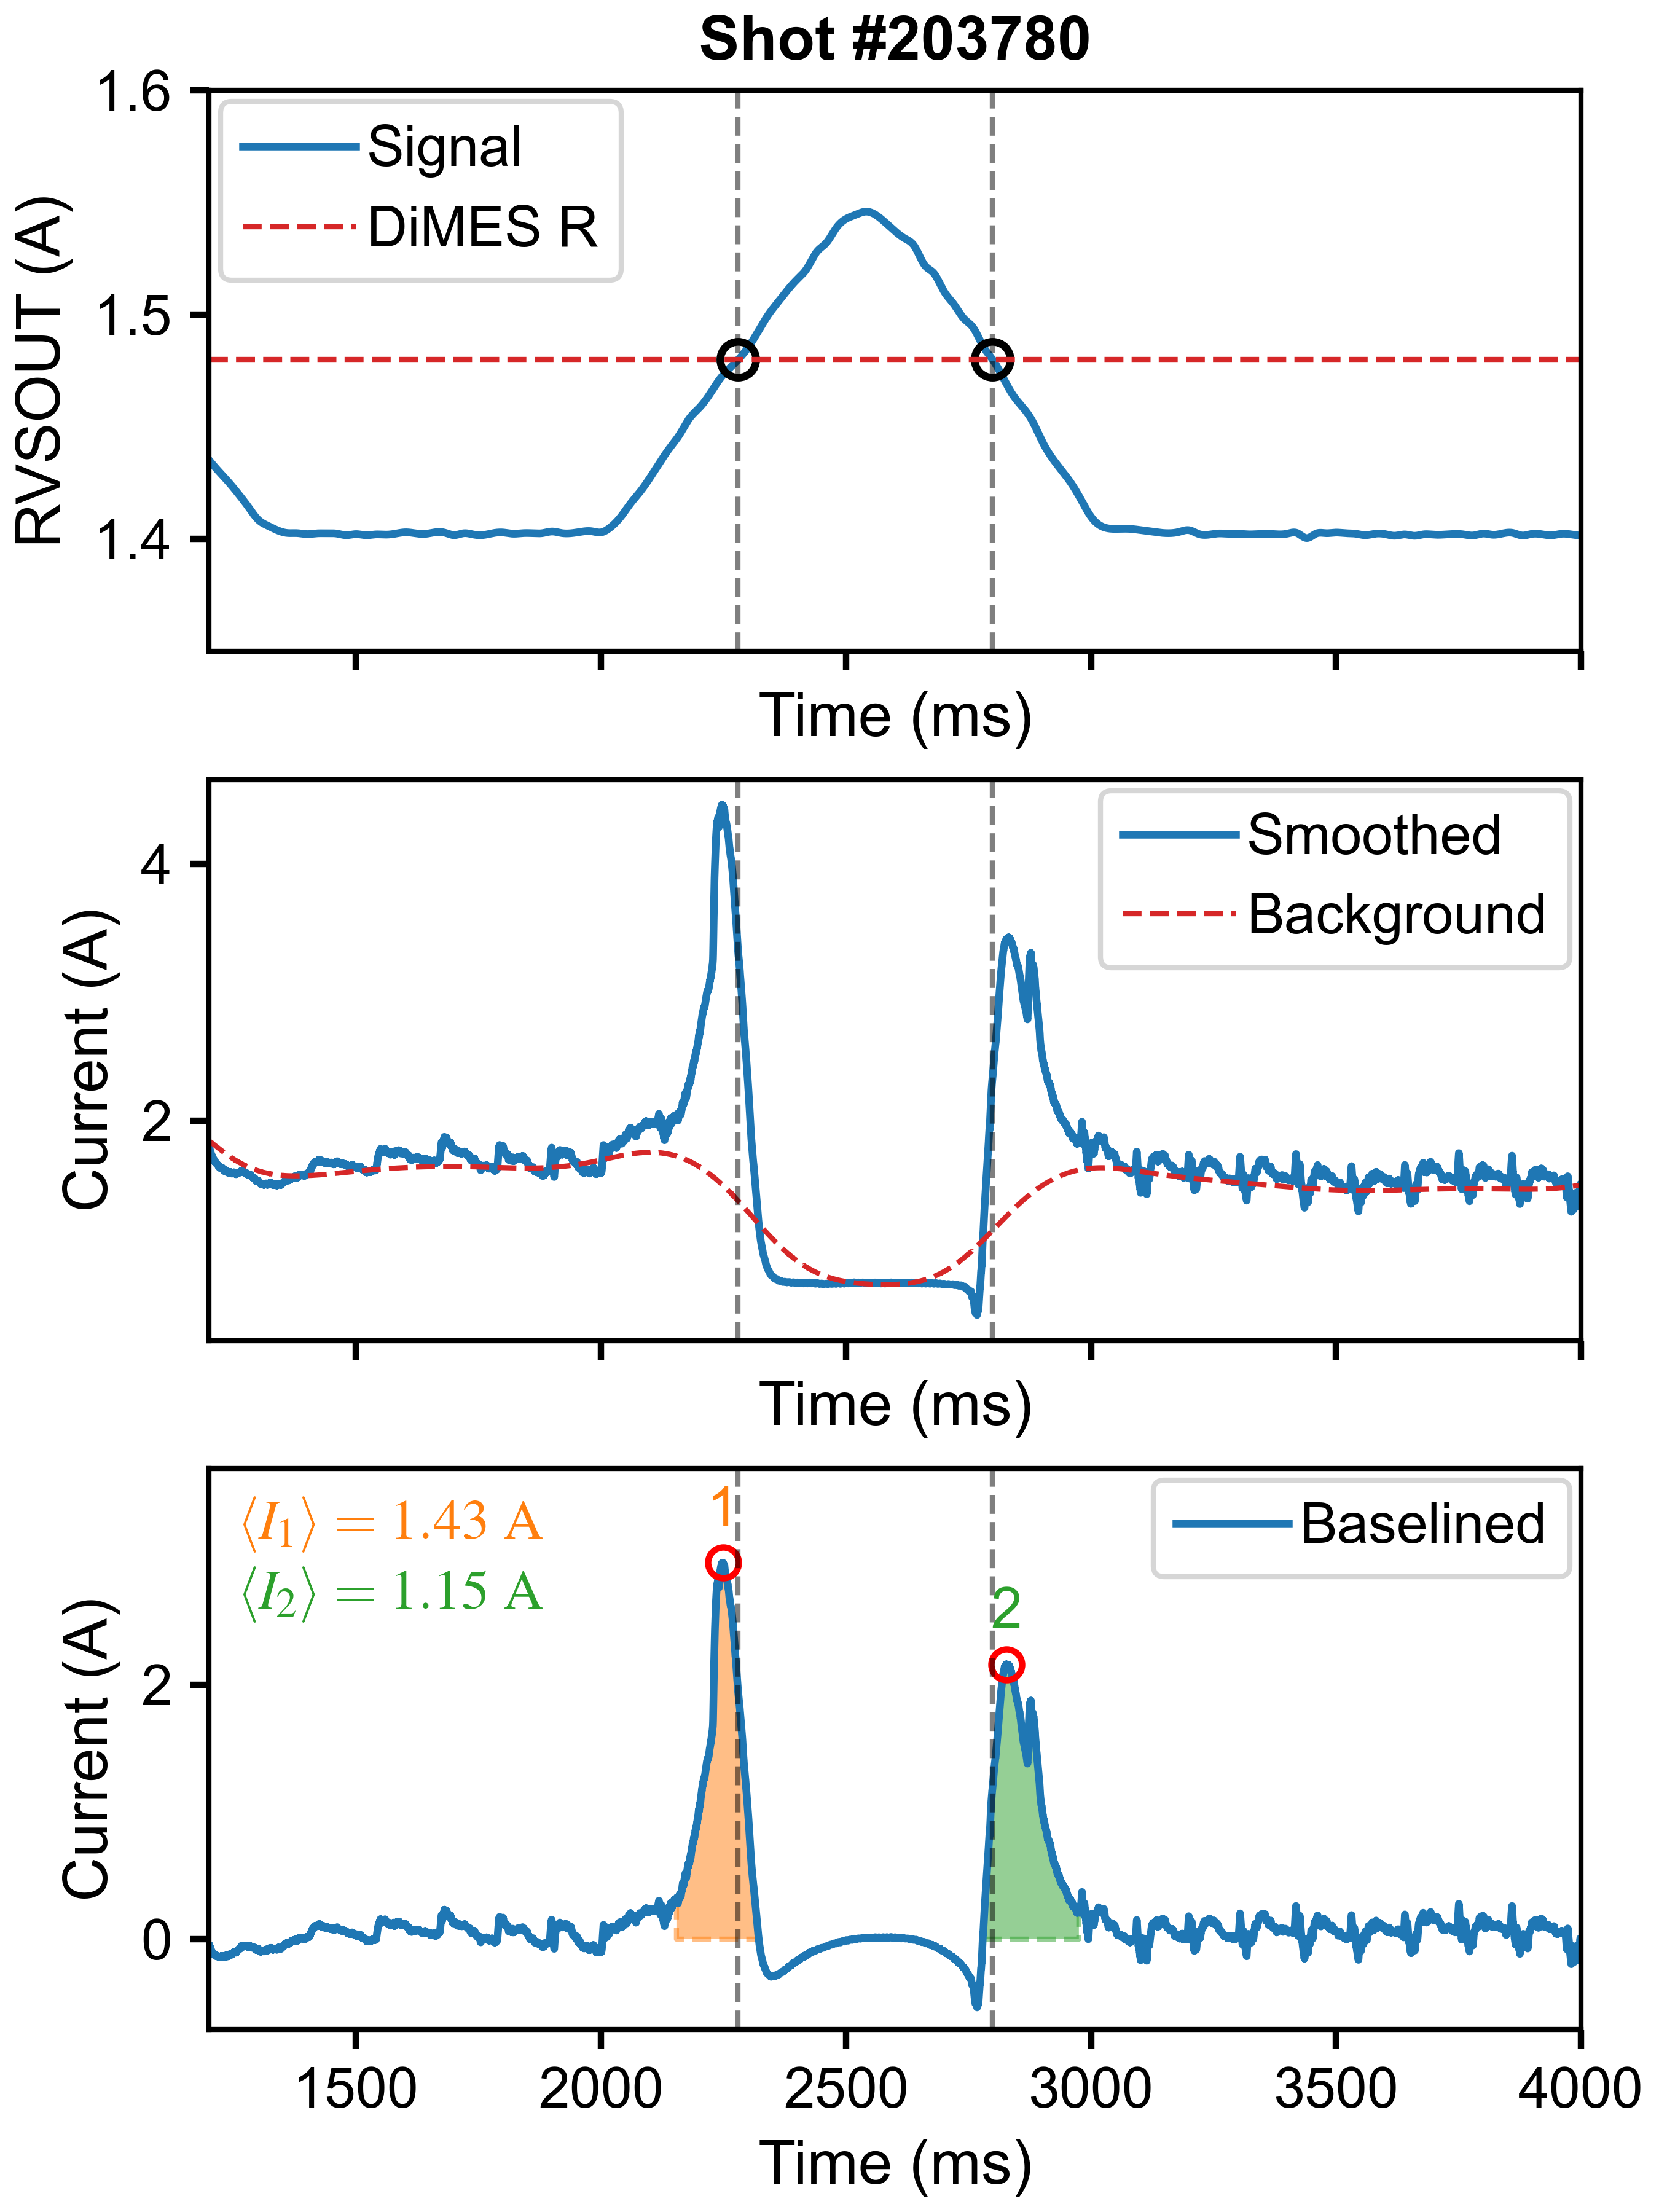 Shot #203780
1.6
1.5
1.4
RVSOUT (A)
Signal
DiMES R
Time (ms)
4
2
Current (A)
Smoothed
Background
Time (ms)
2
0
Current (A)
⟨I₁⟩ = 1.43 A
⟨I₂⟩ = 1.15 A
1
2
Baselined
1500 2000 2500 3000 3500 4000
Time (ms)